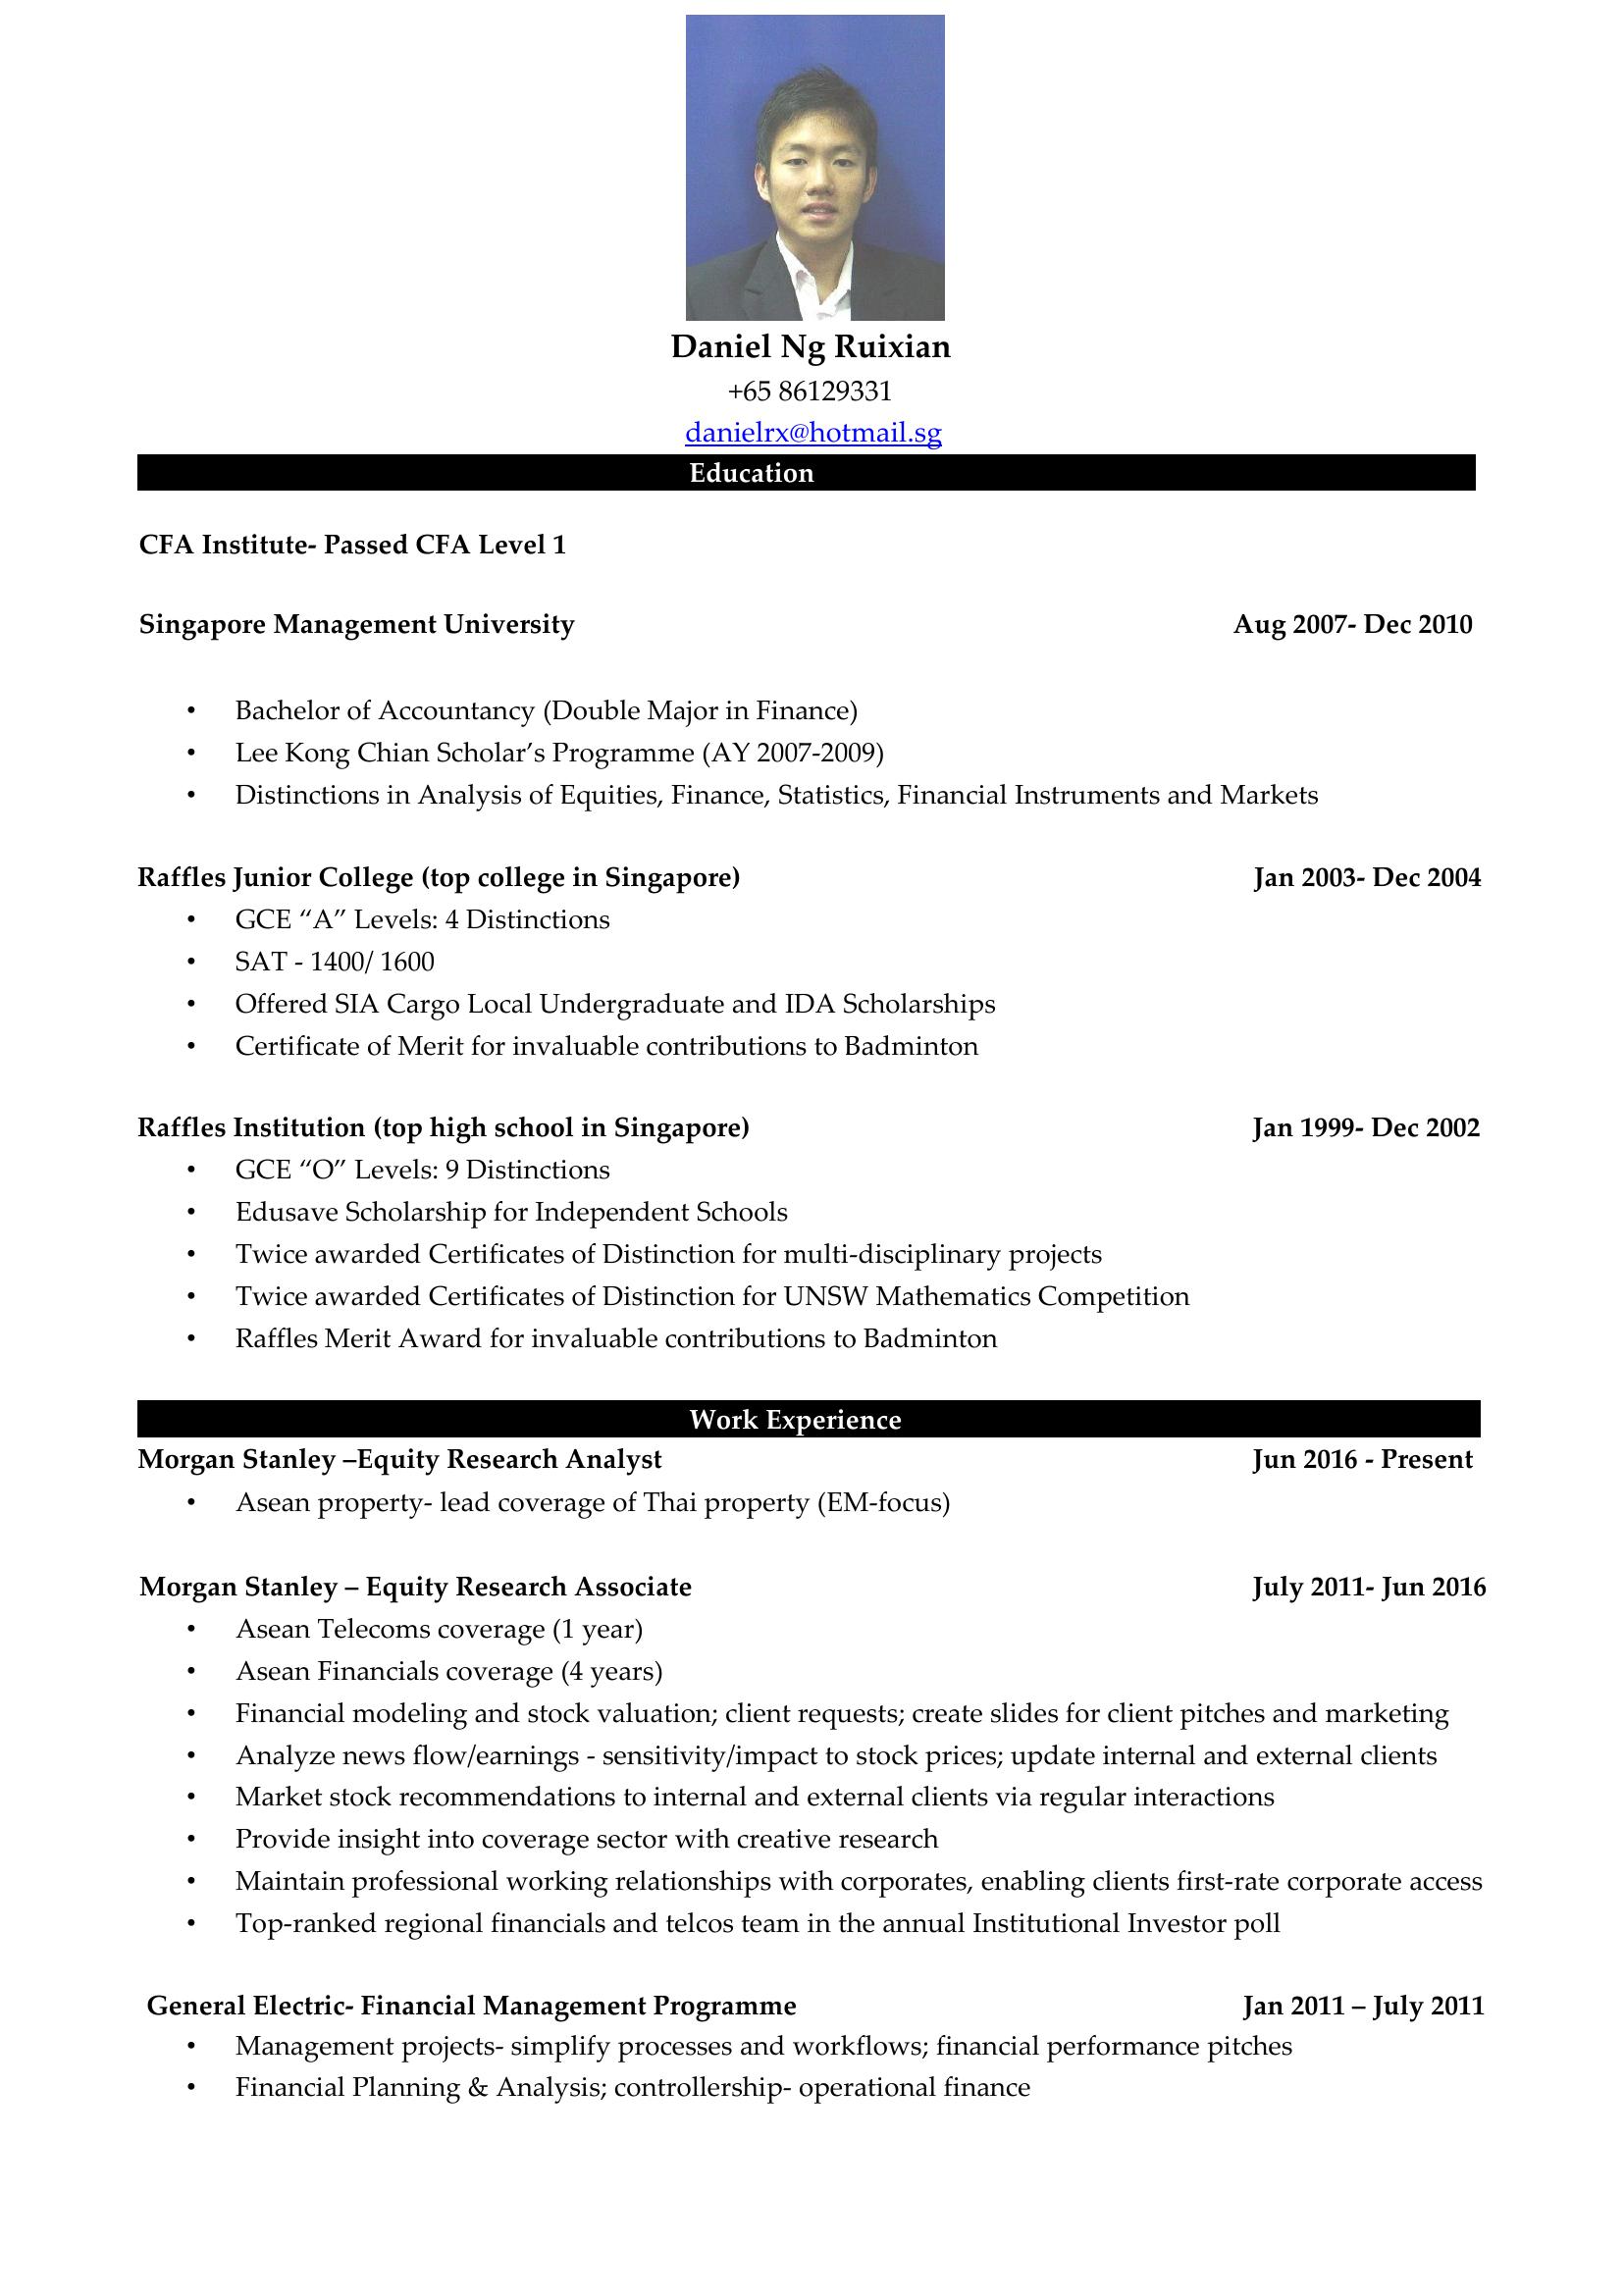 Daniel Ng Ruixian
+65 86129331
danielrx@hotmail.sg
Education
CFA Institute- Passed CFA Level 1
Singapore Management University Aug 2007- Dec 2010
• Bachelor of Accountancy (Double Major in Finance)
• Lee Kong Chian Scholar’s Programme (AY 2007-2009)
• Distinctions in Analysis of Equities, Finance, Statistics, Financial Instruments and Markets
Raffles Junior College (top college in Singapore) Jan 2003- Dec 2004
• GCE “A” Levels: 4 Distinctions
• SAT - 1400/ 1600
• Offered SIA Cargo Local Undergraduate and IDA Scholarships
• Certificate of Merit for invaluable contributions to Badminton
Raffles Institution (top high school in Singapore) Jan 1999- Dec 2002
• GCE “O” Levels: 9 Distinctions
• Edusave Scholarship for Independent Schools
• Twice awarded Certificates of Distinction for multi-disciplinary projects
• Twice awarded Certificates of Distinction for UNSW Mathematics Competition
• Raffles Merit Award for invaluable contributions to Badminton
Work Experience
Morgan Stanley –Equity Research Analyst Jun 2016 - Present
• Asean property- lead coverage of Thai property (EM-focus)
Morgan Stanley – Equity Research Associate July 2011- Jun 2016
• Asean Telecoms coverage (1 year)
• Asean Financials coverage (4 years)
• Financial modeling and stock valuation; client requests; create slides for client pitches and marketing
• Analyze news flow/earnings - sensitivity/impact to stock prices; update internal and external clients
• Market stock recommendations to internal and external clients via regular interactions
• Provide insight into coverage sector with creative research
• Maintain professional working relationships with corporates, enabling clients first-rate corporate access
• Top-ranked regional financials and telcos team in the annual Institutional Investor poll
General Electric- Financial Management Programme Jan 2011 – July 2011
• Management projects- simplify processes and workflows; financial performance pitches
• Financial Planning & Analysis; controllership- operational finance